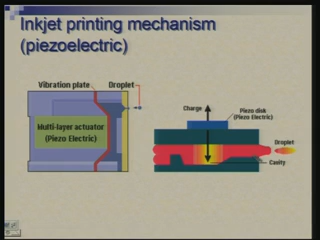 Inkjet printing mechanism
(piezoelectric)
Vibration plate
Droplet
Multi-layer actuator
(Piezo Electric)
Charge
Piezo disk
(Piezo Electric)
Droplet
Cavity